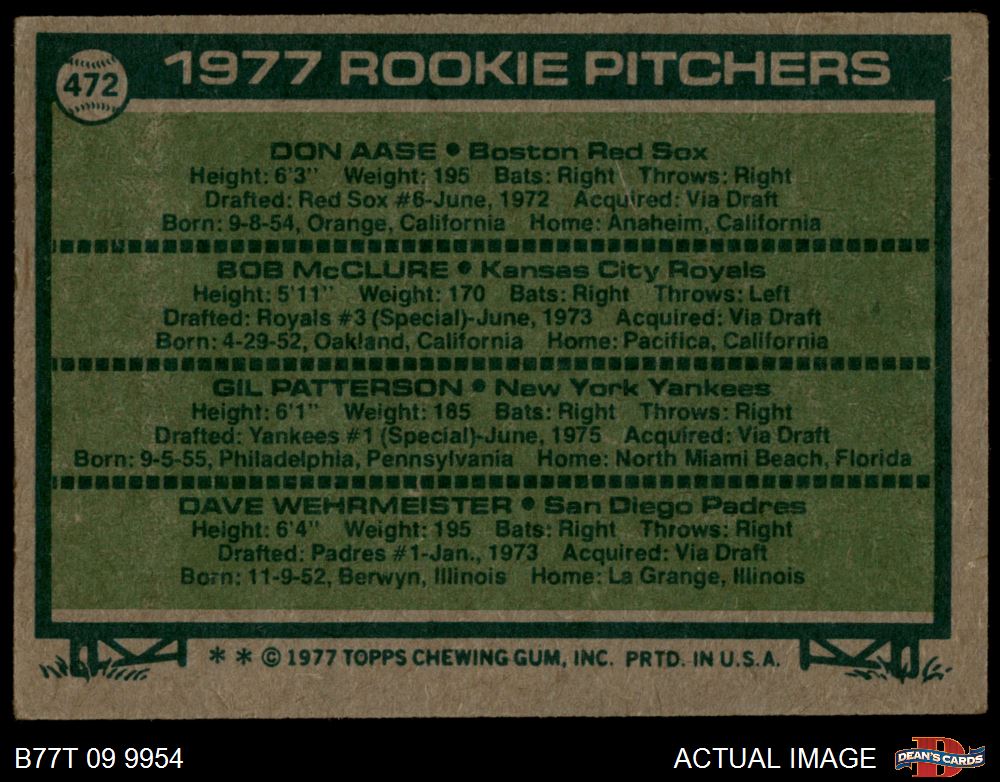 472
1977 ROOKIE PITCHERS
DON AASE • Boston Red Sox
Height: 6'3" Weight: 195 Bats: Right Throws: Right
Drafted: Red Sox #6-June, 1972 Acquired: Via Draft
Born: 9-8-54, Orange, California Home: Anaheim, California
BOB McCLURE • Kansas City Royals
Height: 5'11" Weight: 170 Bats: Right Throws: Left
Drafted: Royals #3 (Special)-June, 1973 Acquired: Via Draft
Born: 4-29-52, Oakland, California Home: Pacifica, California
GIL PATTERSON • New York Yankees
Height: 6'1" Weight: 185 Bats: Right Throws: Right
Drafted: Yankees #1 (Special)-June, 1975 Acquired: Via Draft
Born: 9-5-55, Philadelphia, Pennsylvania Home: North Miami Beach, Florida
DAVE WEHRMEISTER • San Diego Padres
Height: 6'4" Weight: 195 Bats: Right Throws: Right
Drafted: Padres #1-Jan., 1973 Acquired: Via Draft
Born: 11-9-52, Berwyn, Illinois Home: La Grange, Illinois
* * © 1977 TOPPS CHEWING GUM, INC. PRTD. IN U.S.A.
B77T 09 9954
ACTUAL IMAGE
D
DEAN'S CARDS